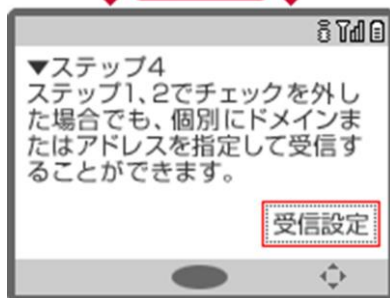 ▼ステップ4
ステップ1、2でチェックを外し
た場合でも、個別にドメインま
たはアドレスを指定して受信す
ることができます。
受信設定